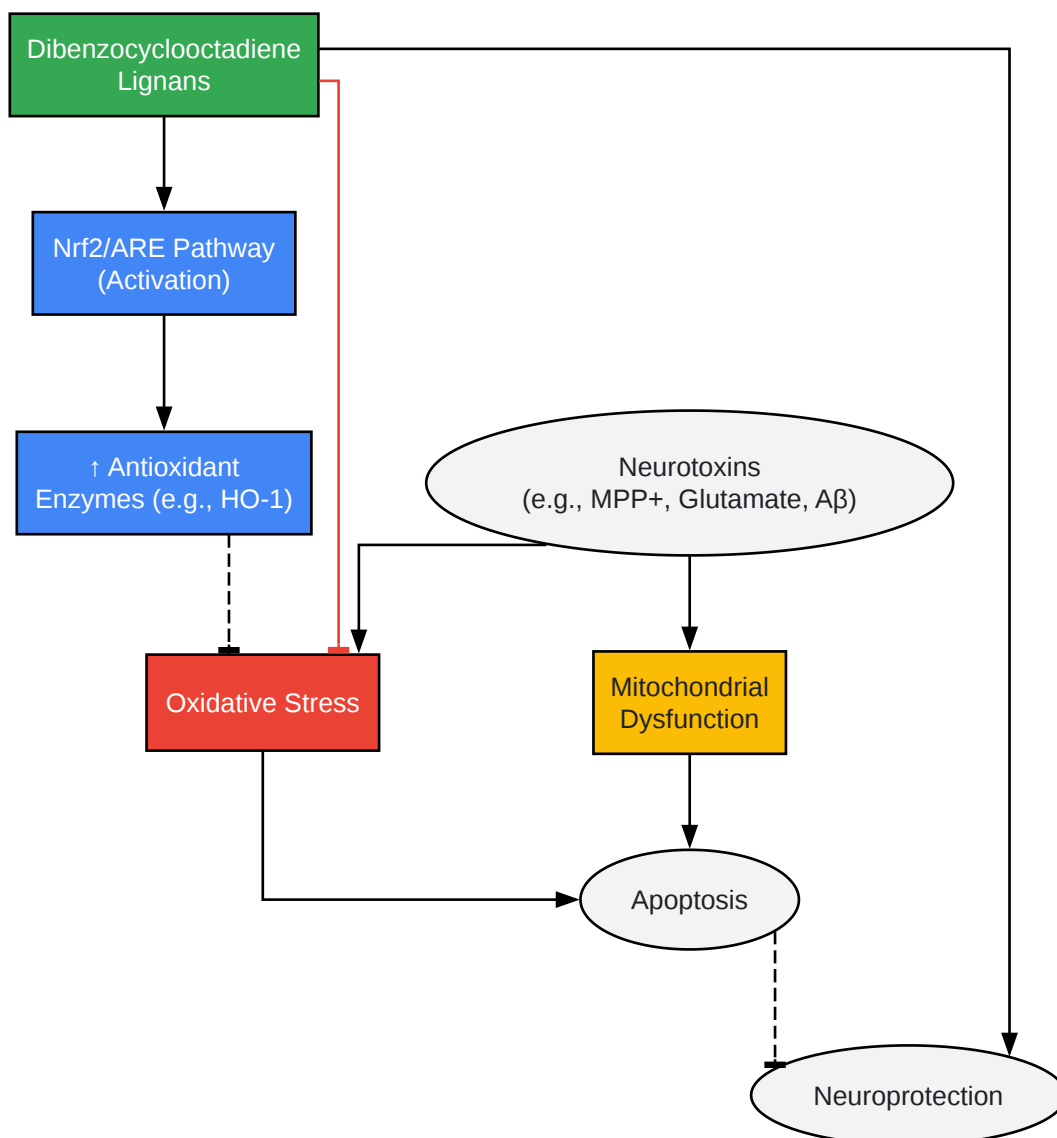 Dibenzocyclooctadiene
Lignans
Nrf2/ARE Pathway
(Activation)
↑ Antioxidant
Enzymes (e.g., HO-1)
Neurotoxins
(e.g., MPP+, Glutamate, Aβ)
Oxidative Stress
Mitochondrial
Dysfunction
Apoptosis
Neuroprotection